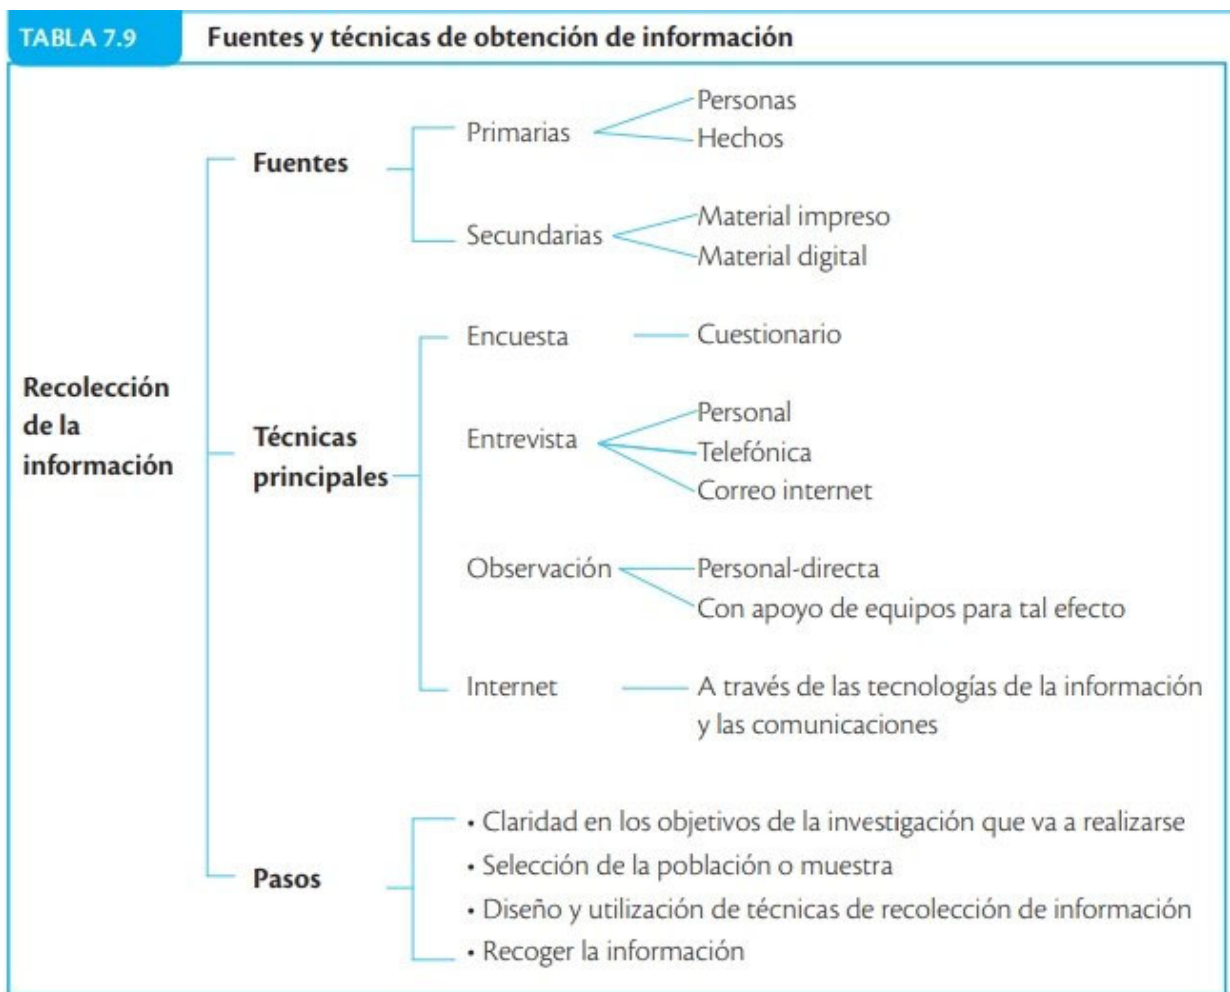 TABLA 7.9
Fuentes y técnicas de obtención de información
Recolección
de la
información
Fuentes
Primarias
Personas
Hechos
Secundarias
Material impreso
Material digital
Técnicas
principales
Encuesta
Cuestionario
Entrevista
Personal
Telefónica
Correo internet
Observación
Personal-directa
Con apoyo de equipos para tal efecto
Internet
A través de las tecnologías de la información
y las comunicaciones
Pasos
• Claridad en los objetivos de la investigación que va a realizarse
• Selección de la población o muestra
• Diseño y utilización de técnicas de recolección de información
• Recoger la información